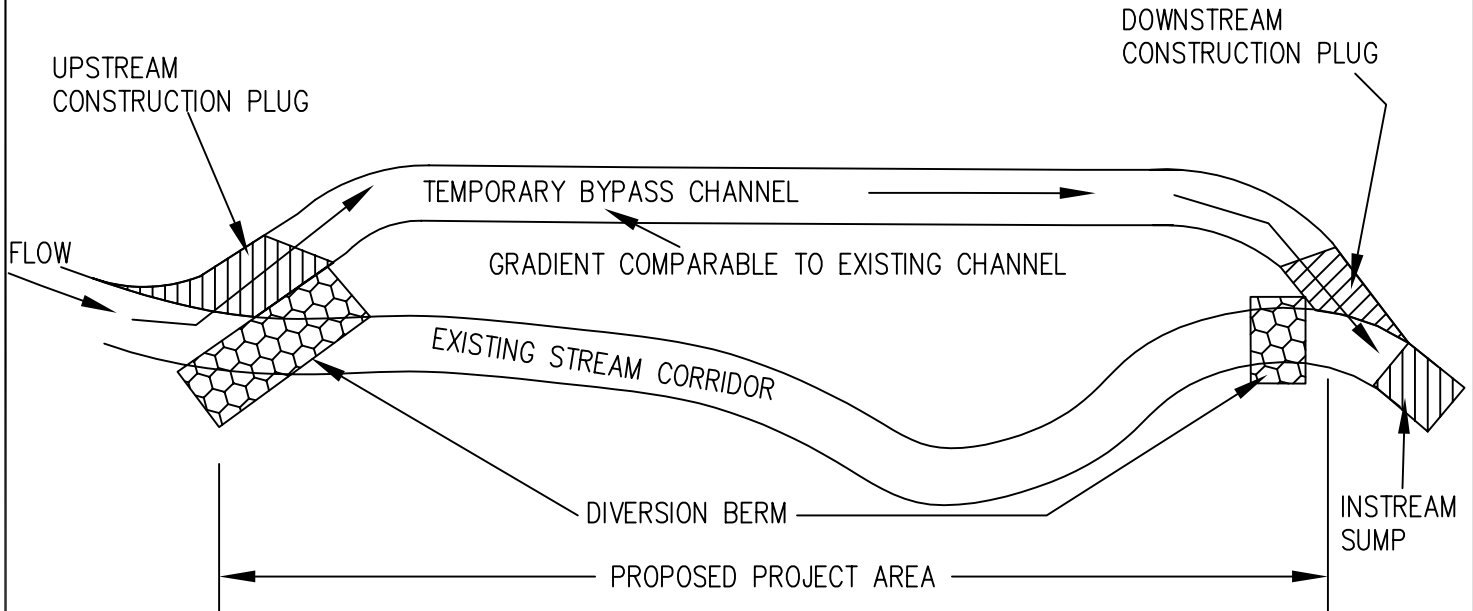 DOWNSTREAM
CONSTRUCTION PLUG
UPSTREAM
CONSTRUCTION PLUG
TEMPORARY BYPASS CHANNEL
FLOW
GRADIENT COMPARABLE TO EXISTING CHANNEL
EXISTING STREAM CORRIDOR
DIVERSION BERM
INSTREAM
SUMP
PROPOSED PROJECT AREA